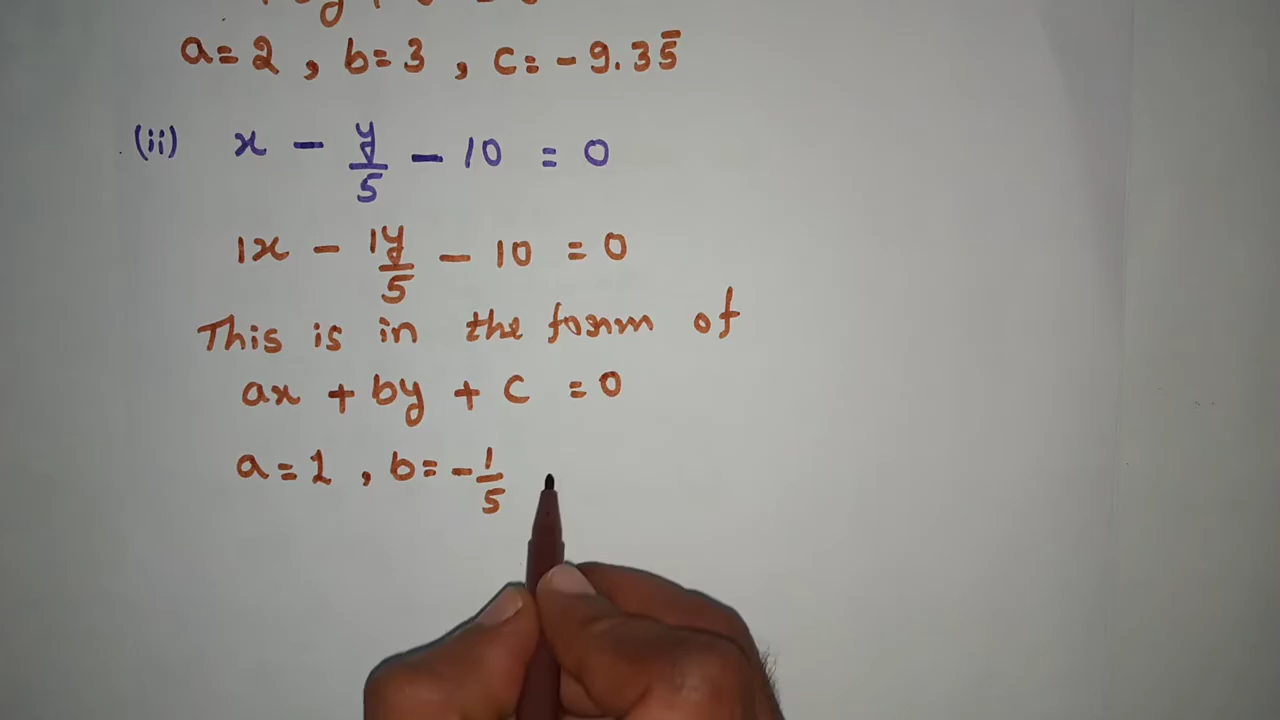 a = 2 , b = 3 , c = - 9.35̅
(ii) x - y/5 - 10 = 0
1x - 1y/5 - 10 = 0
This is in the form of
ax + by + c = 0
a = 1 , b = - 1/5